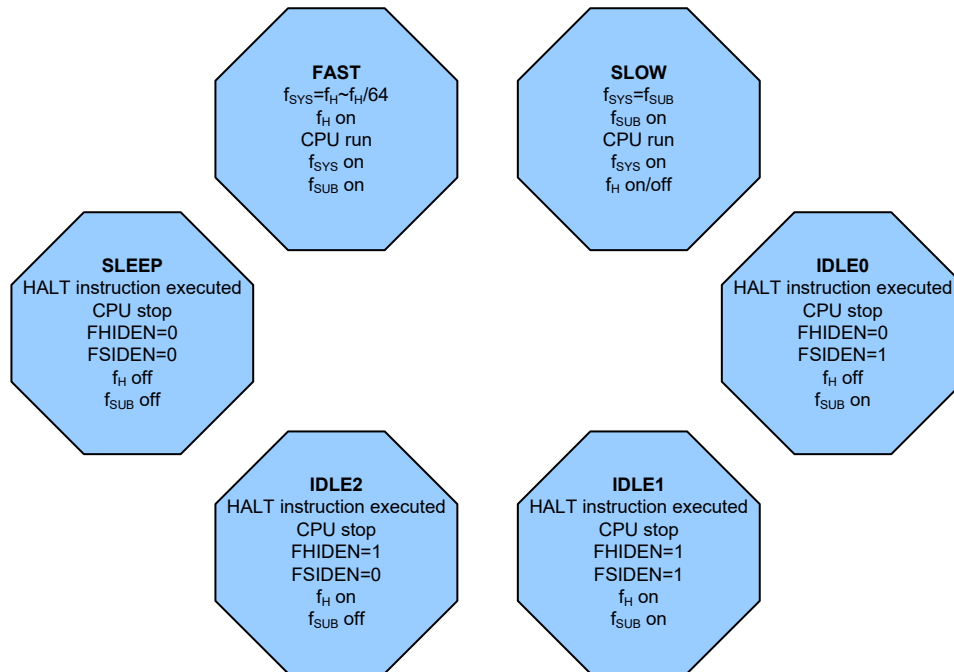 FAST
fSYS=fH~fH/64
fH on
CPU run
fSYS on
fSUB on
SLOW
fSYS=fSUB
fSUB on
CPU run
fSYS on
fH on/off
SLEEP
HALT instruction executed
CPU stop
FHIDEN=0
FSIDEN=0
fH off
fSUB off
IDLE0
HALT instruction executed
CPU stop
FHIDEN=0
FSIDEN=1
fH off
fSUB on
IDLE2
HALT instruction executed
CPU stop
FHIDEN=1
FSIDEN=0
fH on
fSUB off
IDLE1
HALT instruction executed
CPU stop
FHIDEN=1
FSIDEN=1
fH on
fSUB on